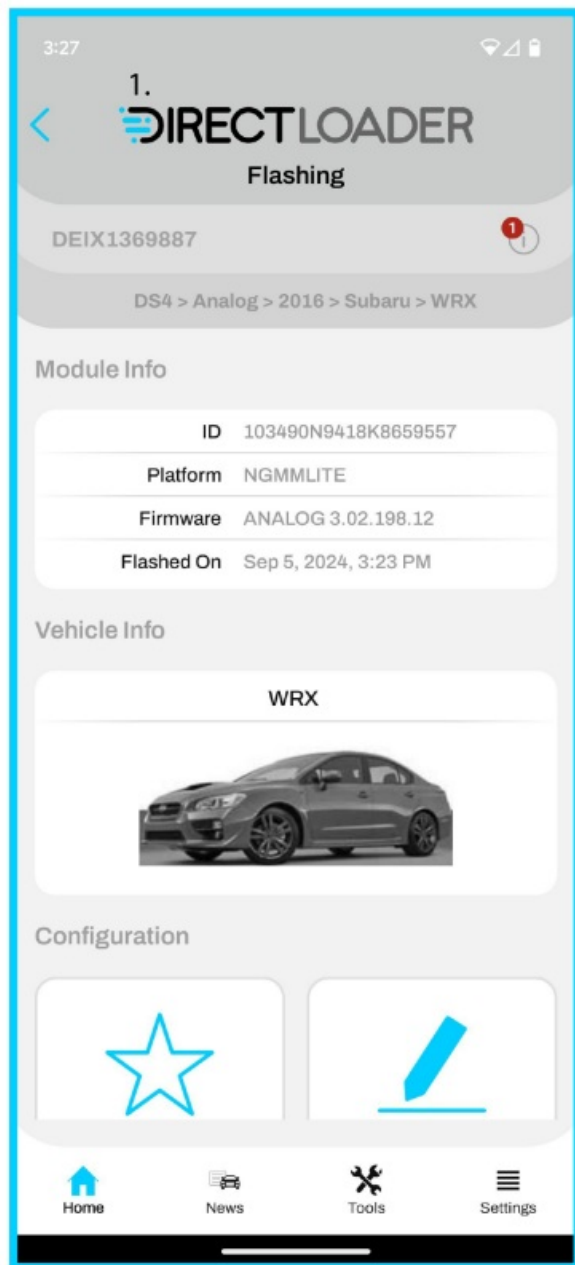 3:27
1.
DIRECTLOADER
Flashing
DEIX1369887
1
DS4 > Analog > 2016 > Subaru > WRX
Module Info
ID 103490N9418K8659557
Platform NGMMLITE
Firmware ANALOG 3.02.198.12
Flashed On Sep 5, 2024, 3:23 PM
Vehicle Info
WRX
Configuration
Home News Tools Settings